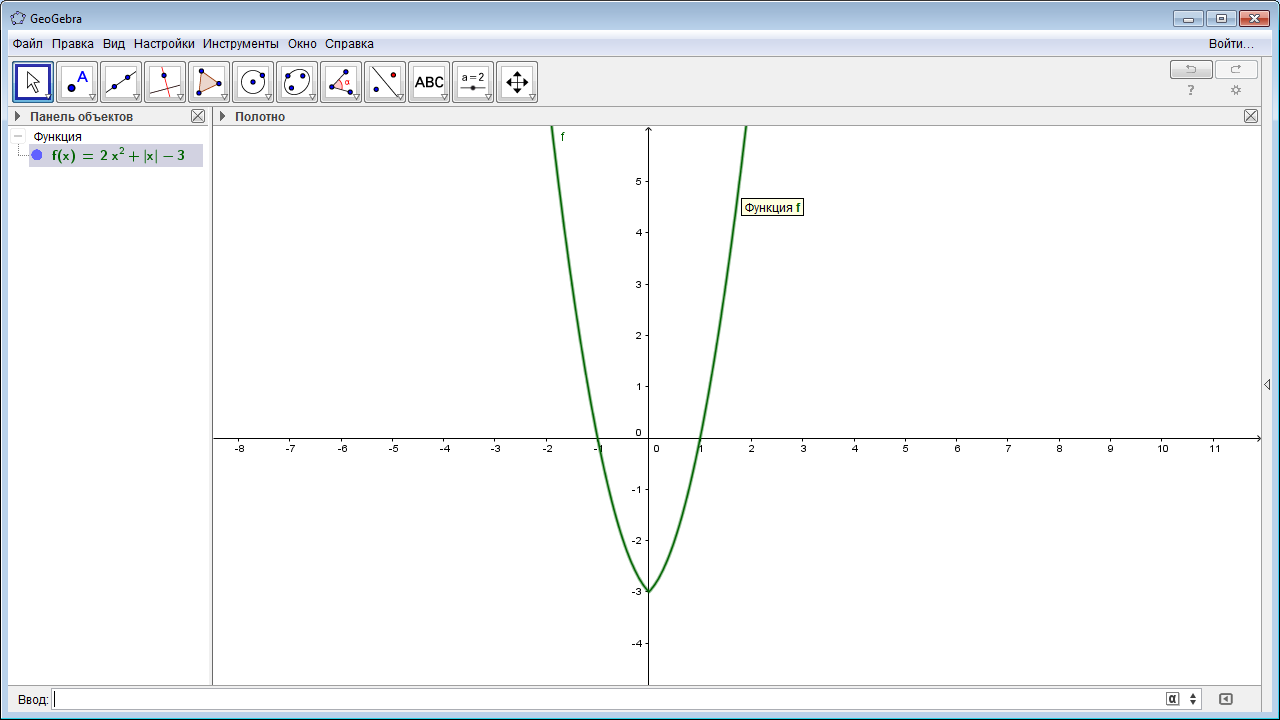 GeoGebra
Файл Правка Вид Настройки Инструменты Окно Справка Войти...
A α ABC a=2 ?
Панель объектов Полотно
Функция
f(x) = 2 x² + |x| − 3
f
5
Функция f
4
3
2
1
0
-8 -7 -6 -5 -4 -3 -2 -1 0 1 2 3 4 5 6 7 8 9 10 11
-1
-2
-3
-4
Ввод: α